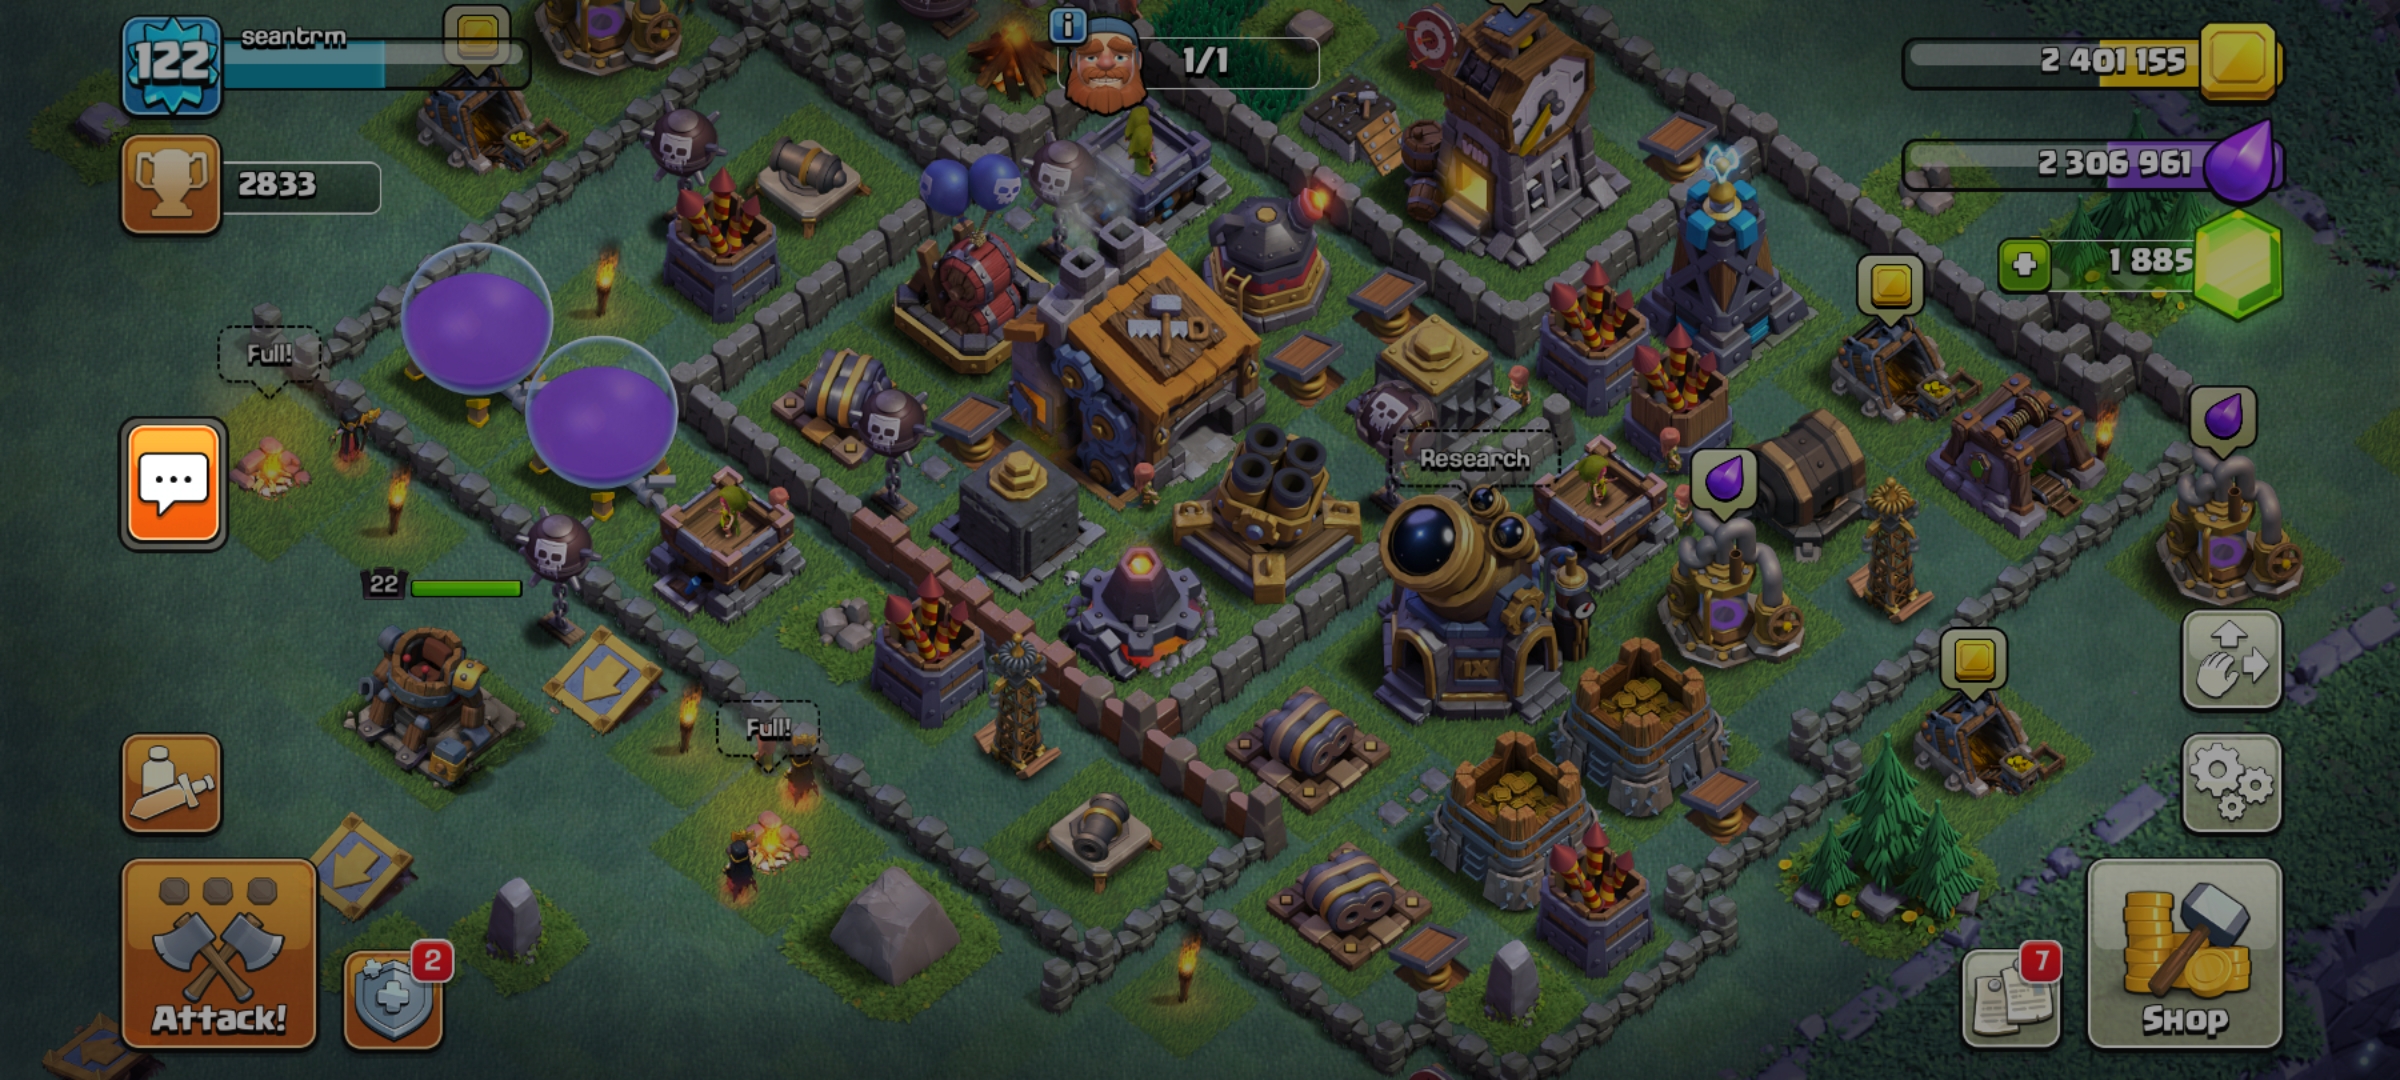 122
seantrm
1/1
2 401 155
2833
2 306 961
1 885
Full!
Research
22
Full!
VIII
IX
Attack!
2
7
Shop